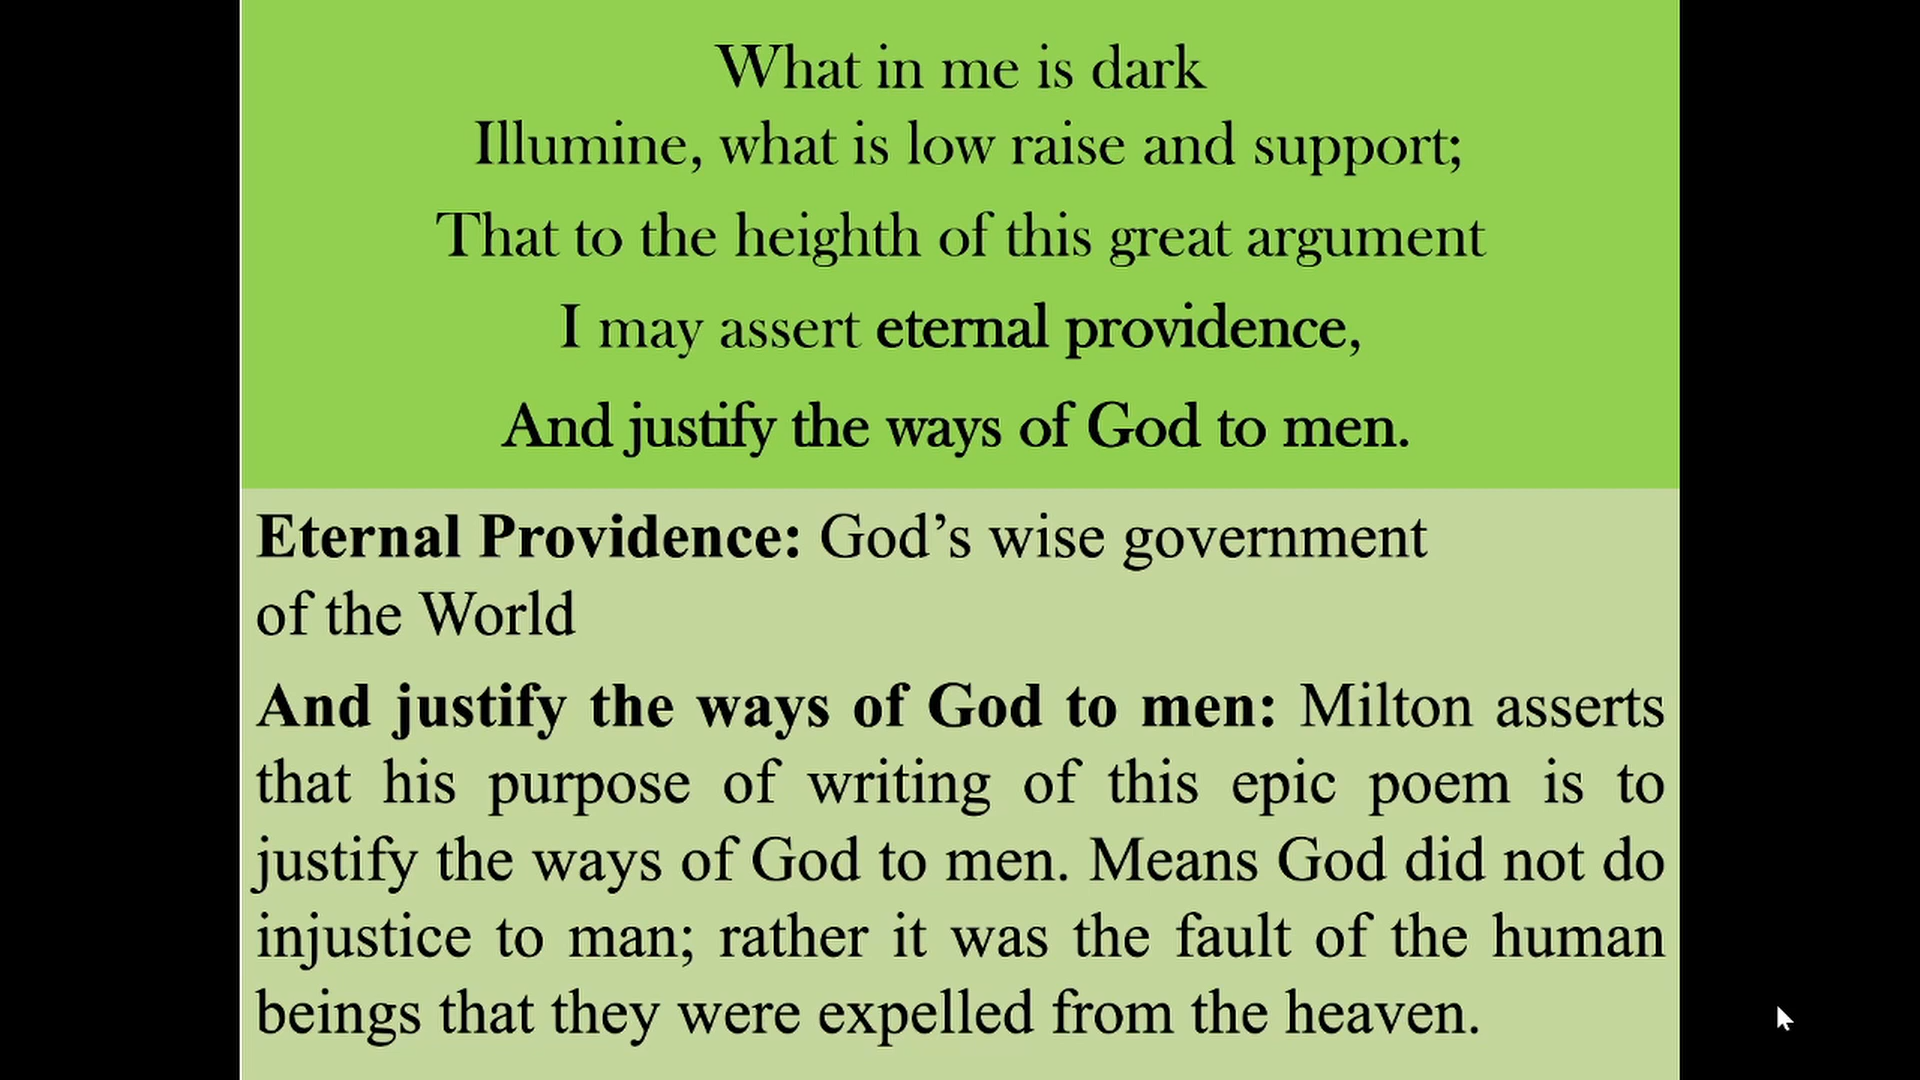 What in me is dark
Illumine, what is low raise and support;
That to the heighth of this great argument
I may assert eternal providence,
And justify the ways of God to men.
Eternal Providence: God’s wise government
of the World
And justify the ways of God to men: Milton asserts
that his purpose of writing of this epic poem is to
justify the ways of God to men. Means God did not do
injustice to man; rather it was the fault of the human
beings that they were expelled from the heaven.